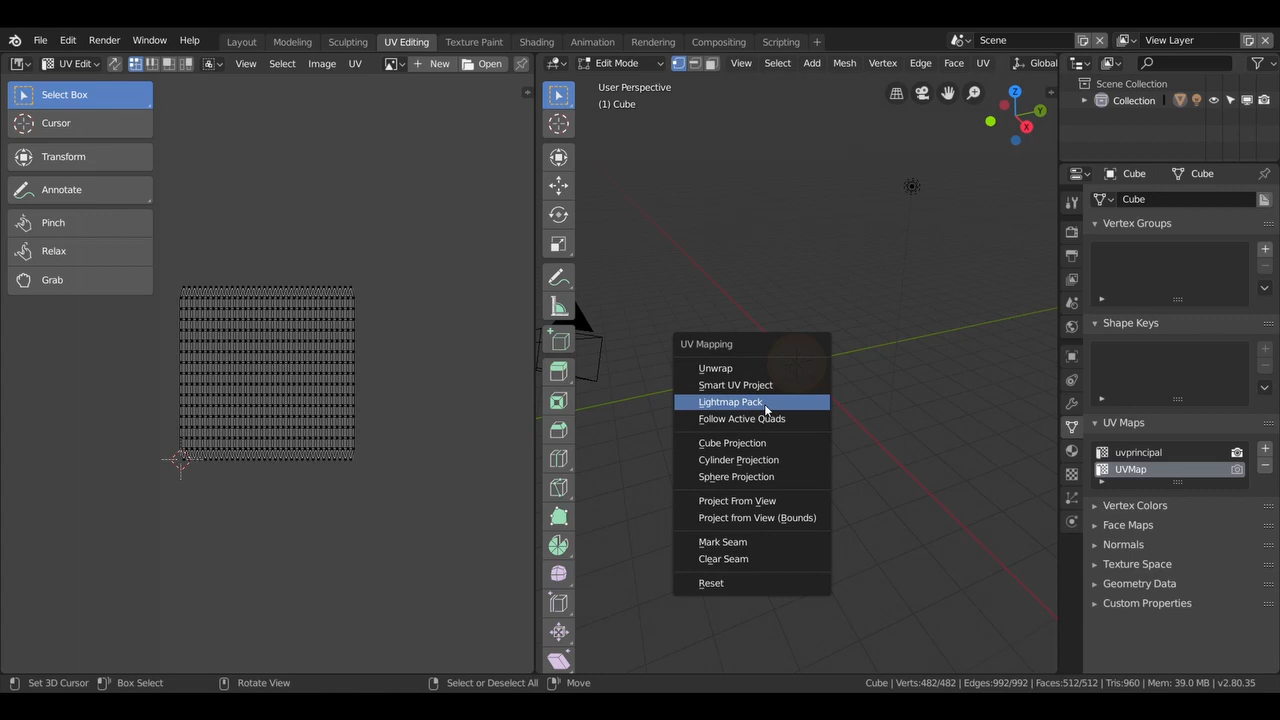 File Edit Render Window Help Layout Modeling Sculpting UV Editing Texture Paint Shading Animation Rendering Compositing Scripting + Scene View Layer
UV Edit View Select Image UV New Open
Edit Mode View Select Add Mesh Vertex Edge Face UV Global
Select Box
Cursor
Transform
Annotate
Pinch
Relax
Grab
User Perspective
(1) Cube
Z
Y
X
UV Mapping
Unwrap
Smart UV Project
Lightmap Pack
Follow Active Quads
Cube Projection
Cylinder Projection
Sphere Projection
Project From View
Project from View (Bounds)
Mark Seam
Clear Seam
Reset
Scene Collection
Collection
Cube Cube
Cube
Vertex Groups
Shape Keys
UV Maps
uvprincipal
UVMap
Vertex Colors
Face Maps
Normals
Texture Space
Geometry Data
Custom Properties
Set 3D Cursor Box Select Rotate View Select or Deselect All Move Cube | Verts:482/482 | Edges:992/992 | Faces:512/512 | Tris:960 | Mem: 39.0 MB | v2.80.35